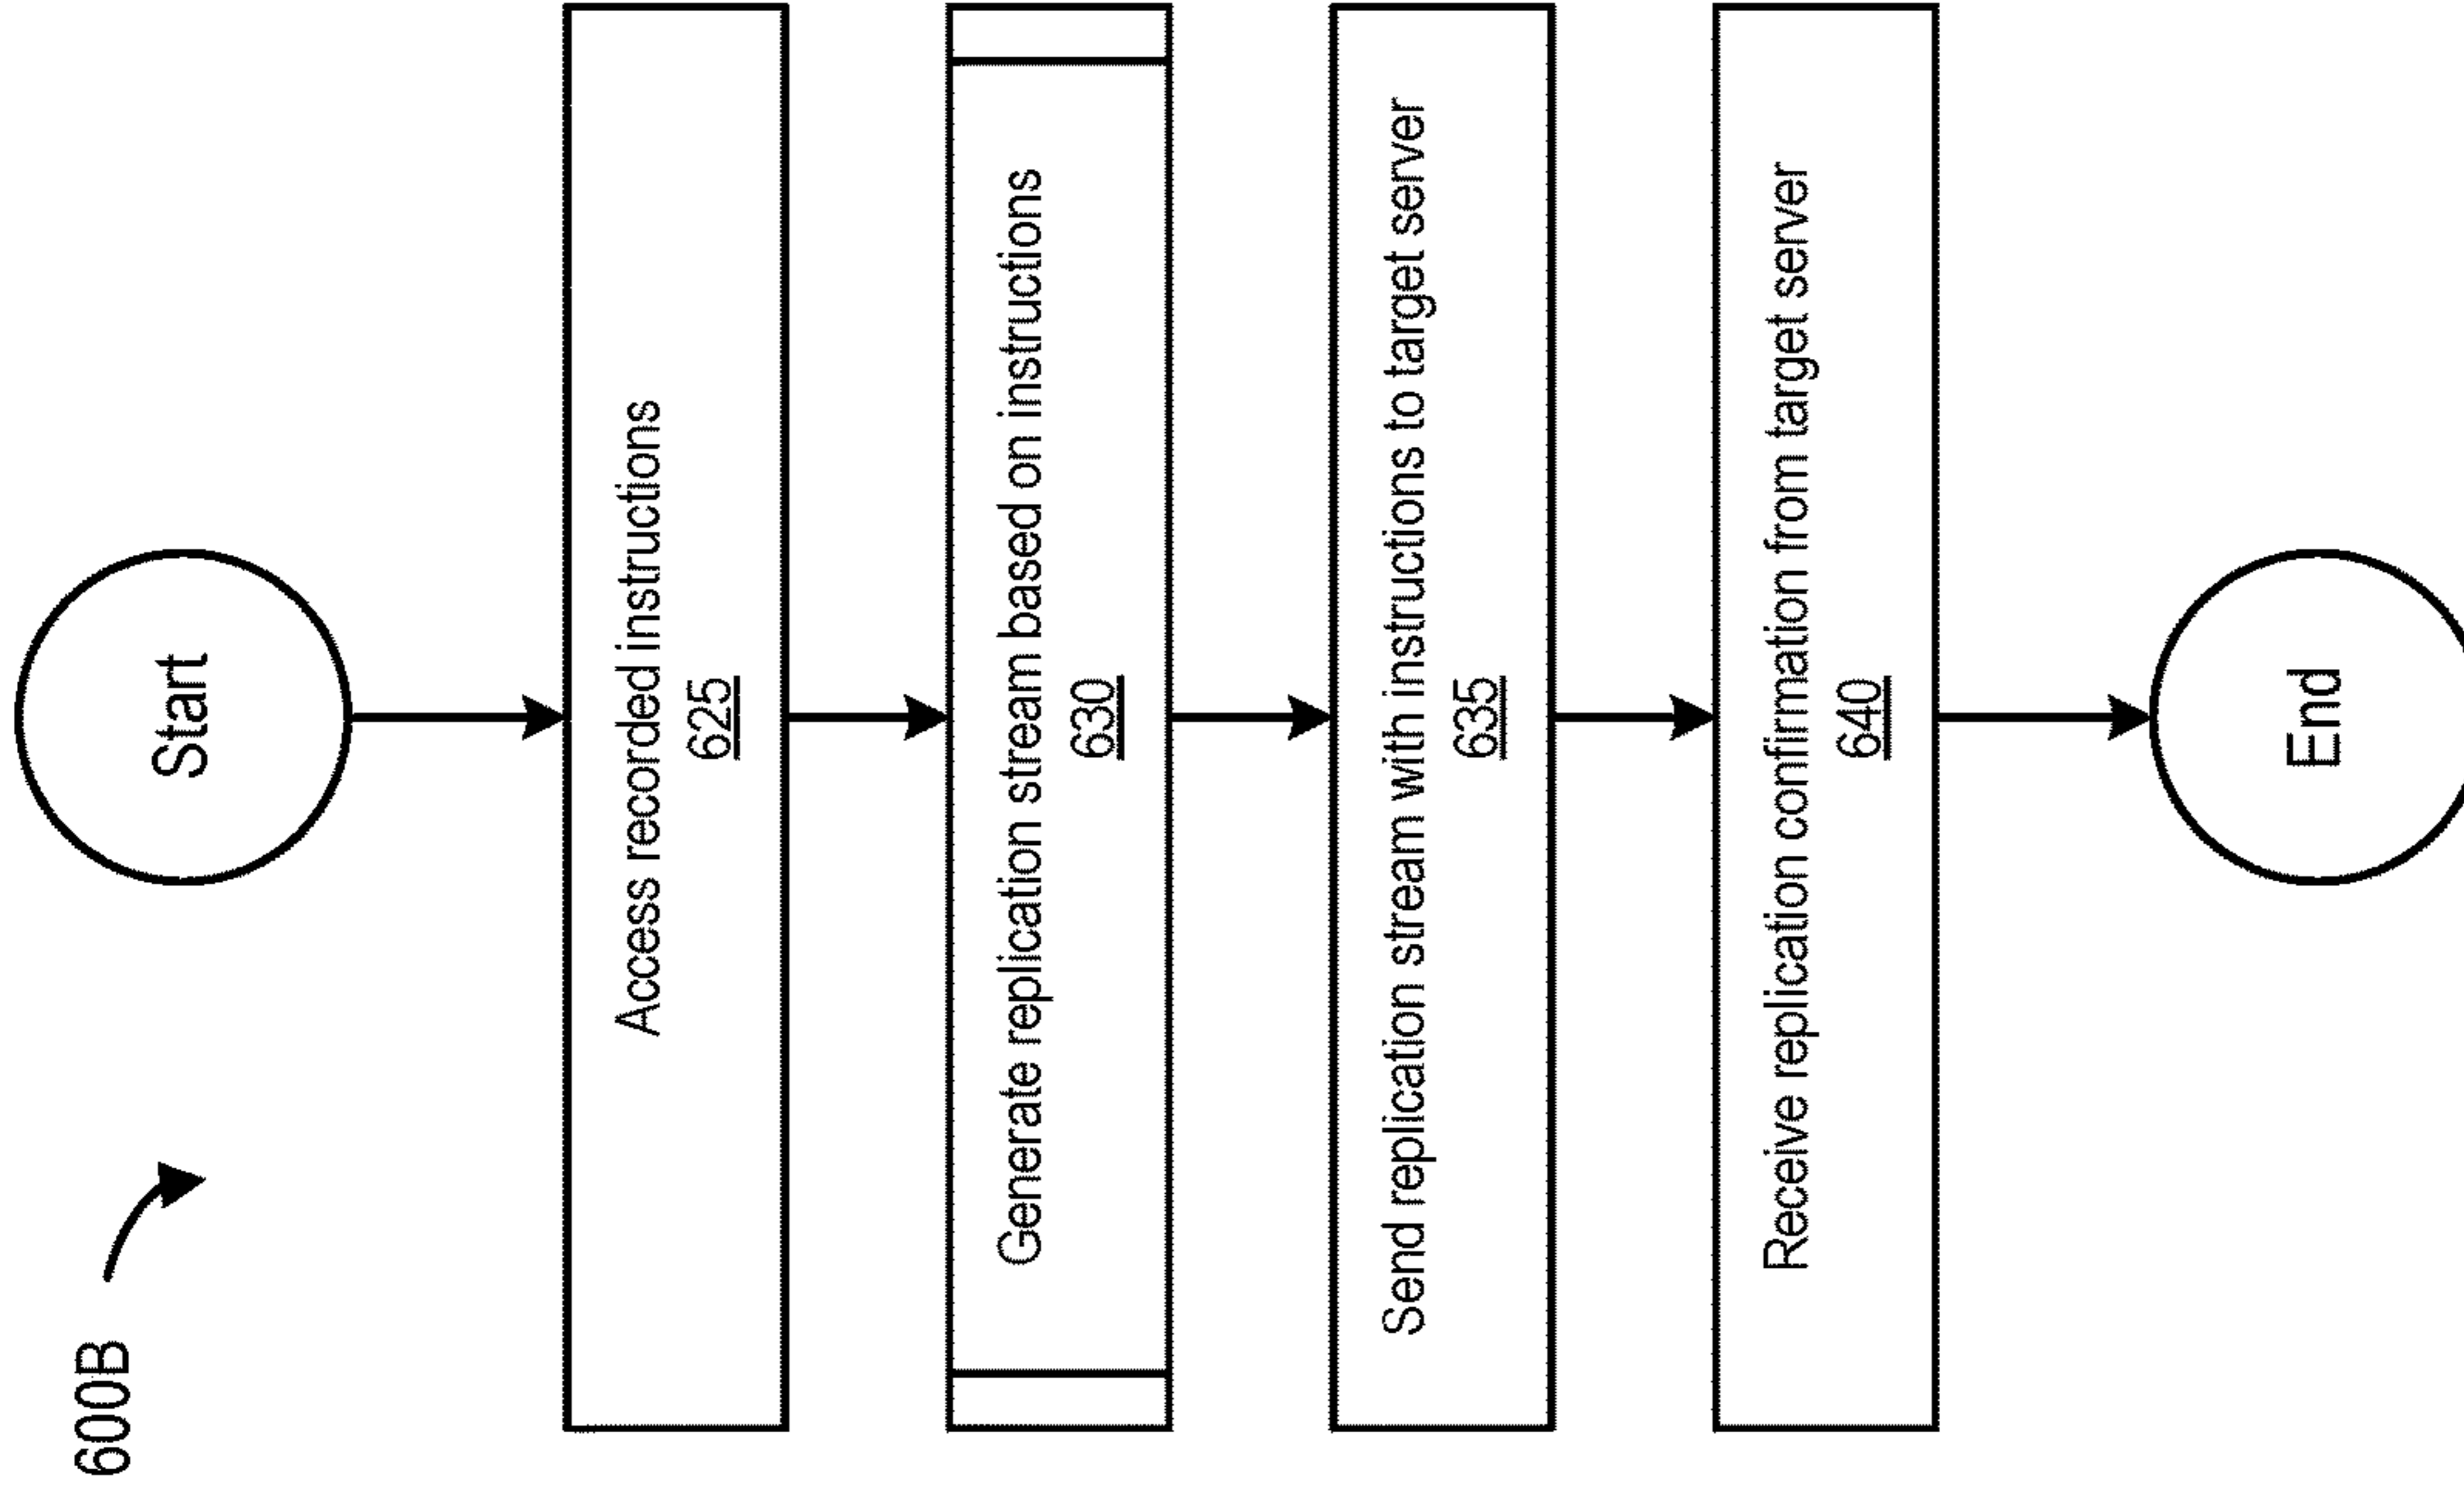 600B
Start
Access recorded instructions
625
Generate replication stream based on instructions
630
Send replication stream with instructions to target server
635
Receive replication confirmation from target server
640
End